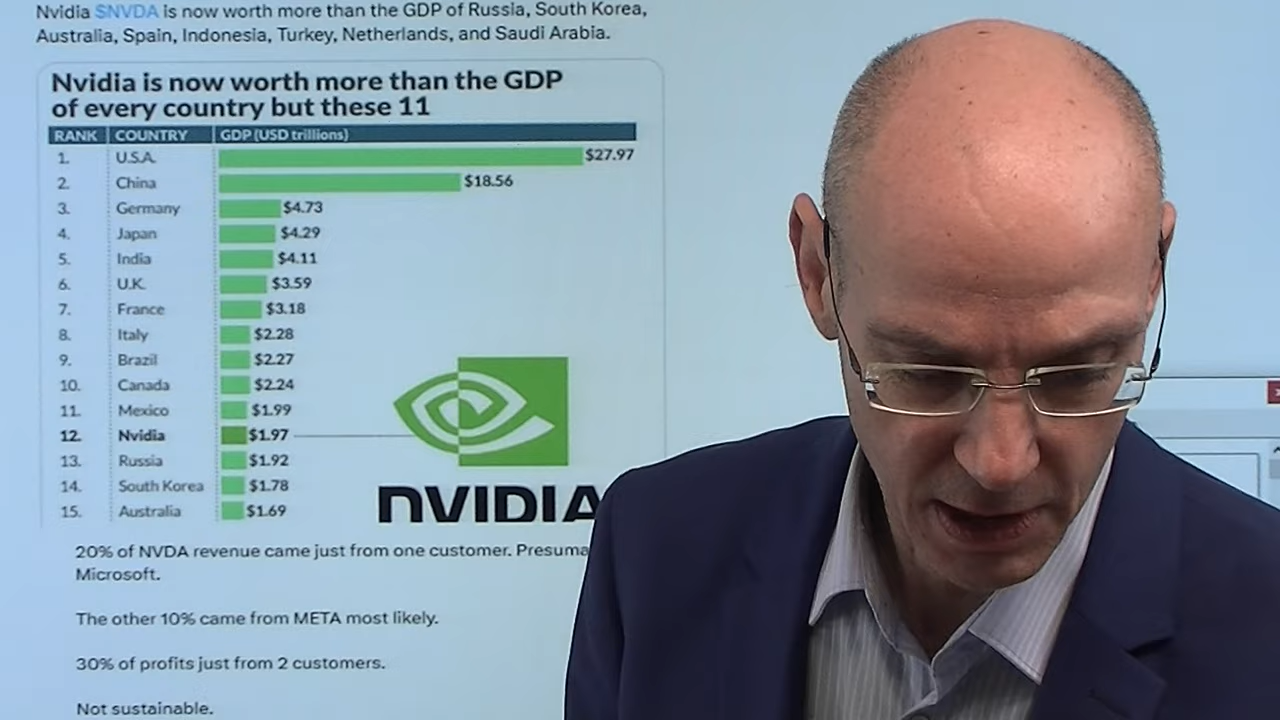 Nvidia $NVDA is now worth more than the GDP of Russia, South Korea,
Australia, Spain, Indonesia, Turkey, Netherlands, and Saudi Arabia.
Nvidia is now worth more than the GDP
of every country but these 11
RANK COUNTRY GDP (USD trillions)
1. U.S.A. $27.97
2. China $18.56
3. Germany $4.73
4. Japan $4.29
5. India $4.11
6. U.K. $3.59
7. France $3.18
8. Italy $2.28
9. Brazil $2.27
10. Canada $2.24
11. Mexico $1.99
12. Nvidia $1.97
13. Russia $1.92
14. South Korea $1.78
15. Australia $1.69
NVIDIA
20% of NVDA revenue came just from one customer.
Microsoft.
The other 10% came from META most likely.
30% of profits just from 2 customers.
Not sustainable.